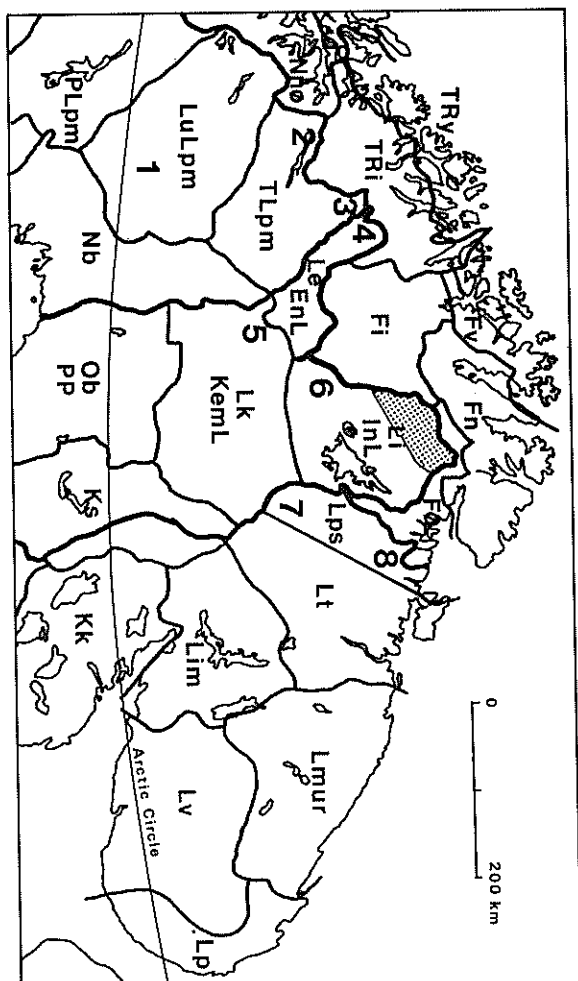 TRy
TRi
Nnø
2
3
4
TLpm
LuLpm
1
PLpm
Nb
Le
EnL
5
Fi
Fv
Fn
6
Li
InL
Lk
KemL
Ob
PP
Ks
7
Lps
8
Lt
Lim
Kk
Lmur
Lv
Lp
Arctic Circle
0
200 km